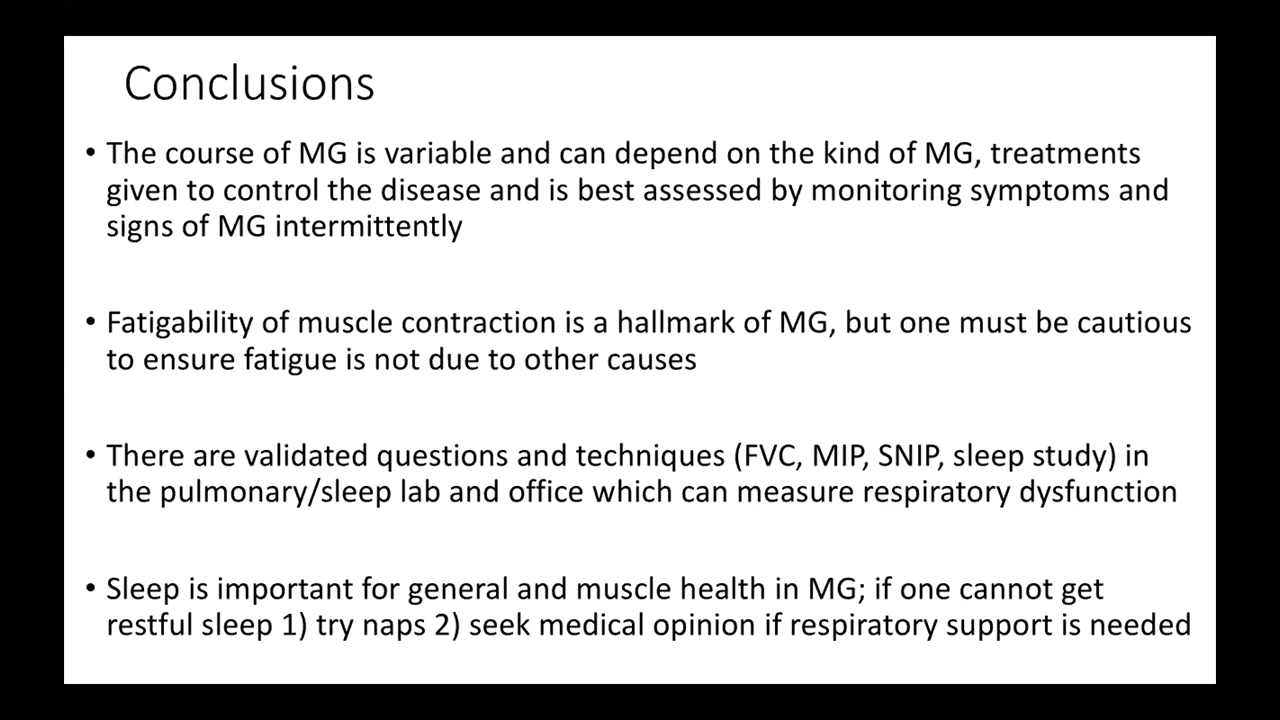 Conclusions
• The course of MG is variable and can depend on the kind of MG, treatments
given to control the disease and is best assessed by monitoring symptoms and
signs of MG intermittently
• Fatigability of muscle contraction is a hallmark of MG, but one must be cautious
to ensure fatigue is not due to other causes
• There are validated questions and techniques (FVC, MIP, SNIP, sleep study) in
the pulmonary/sleep lab and office which can measure respiratory dysfunction
• Sleep is important for general and muscle health in MG; if one cannot get
restful sleep 1) try naps 2) seek medical opinion if respiratory support is needed